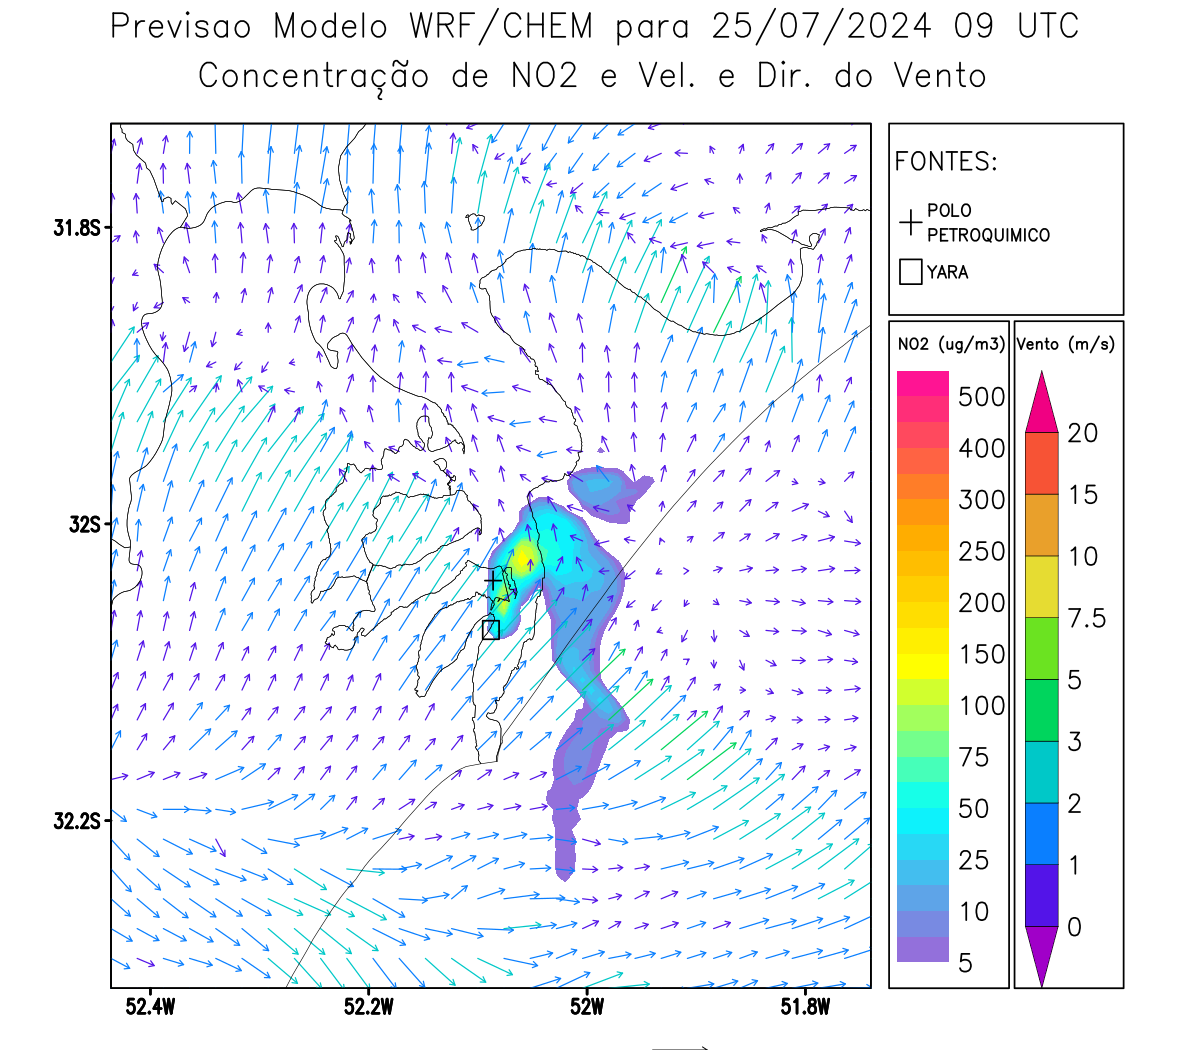 Previsao Modelo WRF/CHEM para 25/07/2024 09 UTC
Concentração de NO2 e Vel. e Dir. do Vento
FONTES:
POLO
PETROQUIMICO
YARA
NO2 (ug/m3)
500
400
300
250
200
150
100
75
50
25
10
5
Vento (m/s)
20
15
10
7.5
5
3
2
1
0
31.8S
32S
32.2S
52.4W
52.2W
52W
51.8W